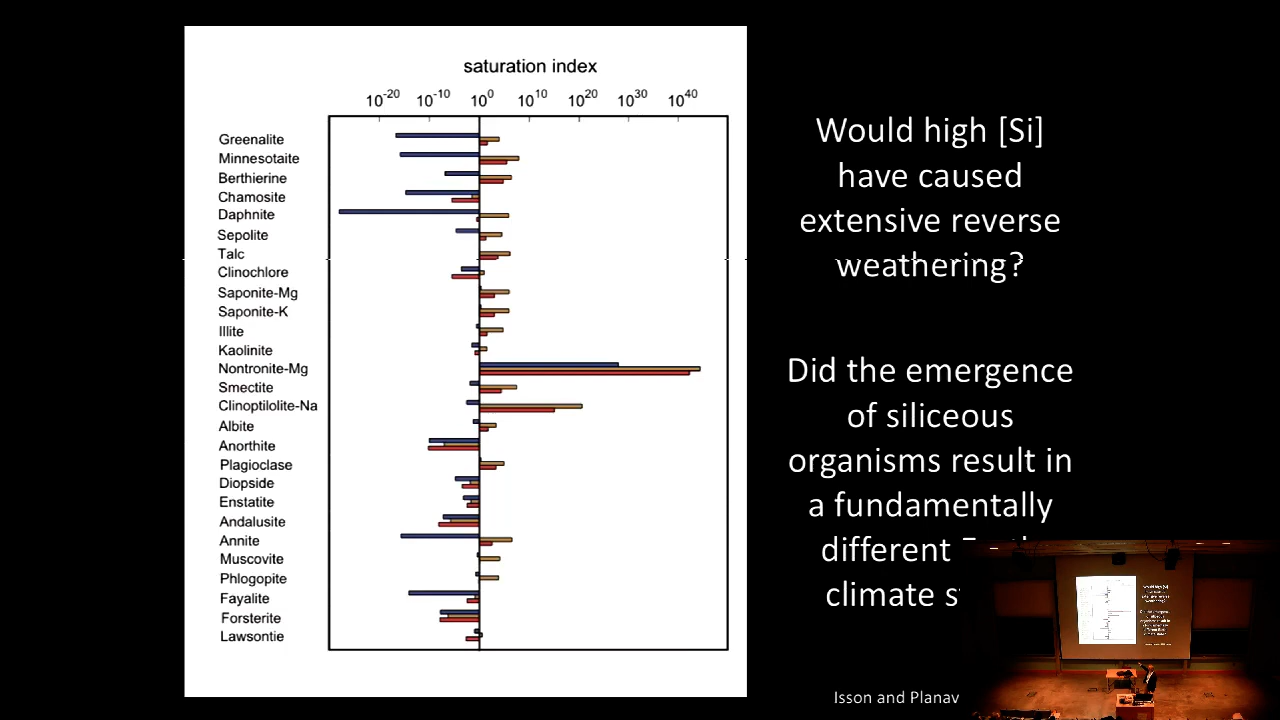 saturation index
10^-20 10^-10 10^0 10^10 10^20 10^30 10^40
Greenalite
Minnesotaite
Berthierine
Chamosite
Daphnite
Sepolite
Talc
Clinochlore
Saponite-Mg
Saponite-K
Illite
Kaolinite
Nontronite-Mg
Smectite
Clinoptilolite-Na
Albite
Anorthite
Plagioclase
Diopside
Enstatite
Andalusite
Annite
Muscovite
Phlogopite
Fayalite
Forsterite
Lawsontie
Would high [Si]
have caused
extensive reverse
weathering?
Did the emergence
of siliceous
organisms result in
a fundamentally
different
climate
Isson and Planav